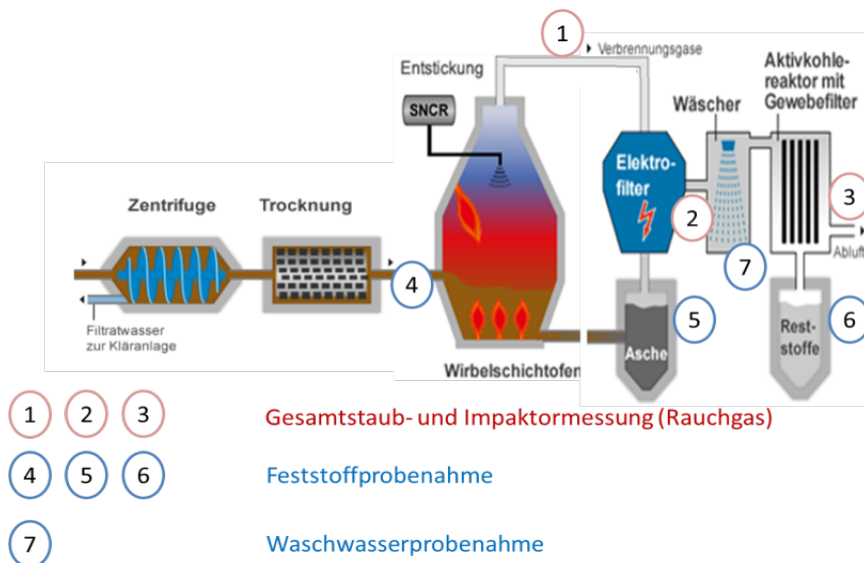 1
Verbrennungsgase
Aktivkohle-
reaktor mit
Gewebefilter
Entstickung
SNCR
Wäscher
Elektro-
filter
2
3
Abluft
Zentrifuge
Trocknung
4
7
5
6
Filtratwasser
zur Kläranlage
Asche
Rest-
stoffe
Wirbelschichtofen
1 2 3 Gesamtstaub- und Impaktormessung (Rauchgas)
4 5 6 Feststoffprobenahme
7 Waschwasserprobenahme